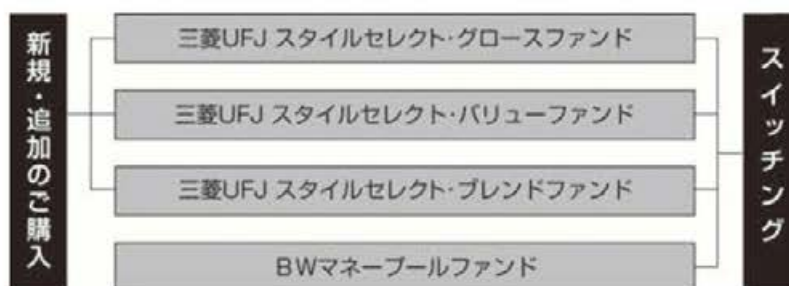 新規・追加のご購入
三菱UFJ スタイルセレクト・グロースファンド
三菱UFJ スタイルセレクト・バリューファンド
三菱UFJ スタイルセレクト・ブレンドファンド
BWマネープールファンド
スイッチング